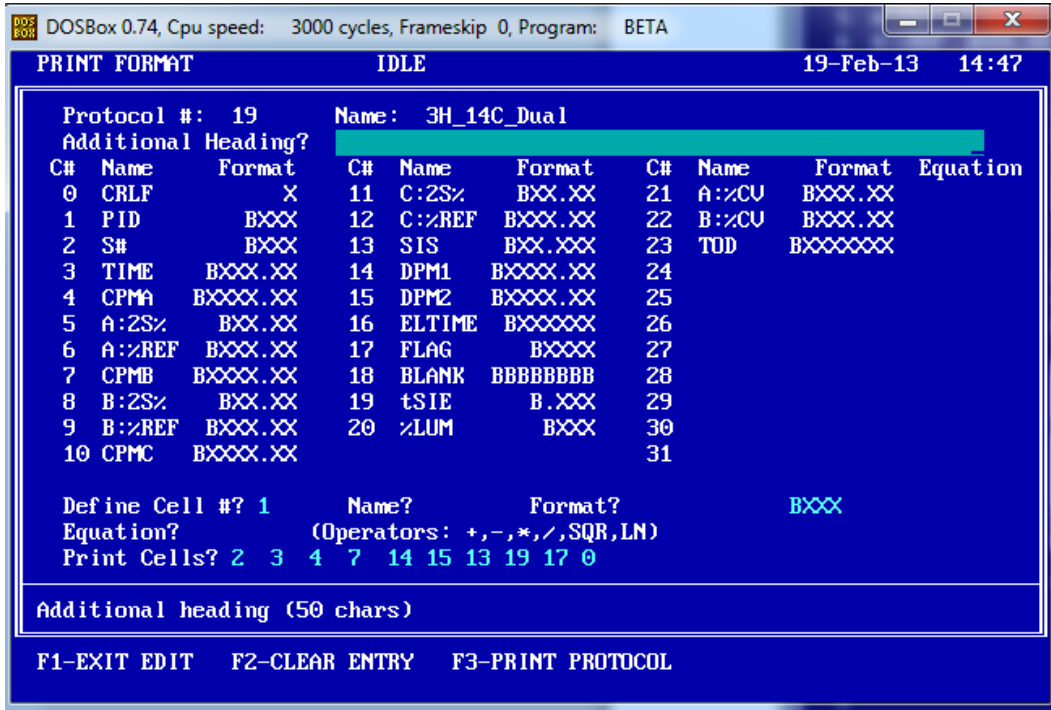 DOSBox 0.74, Cpu speed: 3000 cycles, Frameskip 0, Program: BETA
PRINT FORMAT IDLE 19-Feb-13 14:47
Protocol #: 19 Name: 3H_14C_Dual
Additional Heading?
C# Name Format C# Name Format C# Name Format Equation
0 CRLF X 11 C:2S% BXX.XX 21 A:%CV BXXX.XX
1 PID BXXX 12 C:%REF BXXX.XX 22 B:%CV BXXX.XX
2 S# BXXX 13 SIS BXX.XXX 23 TOD BXXXXXXX
3 TIME BXXX.XX 14 DPM1 BXXXX.XX 24
4 CPMA BXXXX.XX 15 DPM2 BXXXX.XX 25
5 A:2S% BXX.XX 16 ELTIME BXXXXXX 26
6 A:%REF BXXX.XX 17 FLAG BXXXX 27
7 CPMB BXXXX.XX 18 BLANK BBBBBBBB 28
8 B:2S% BXX.XX 19 tSIE B.XXX 29
9 B:%REF BXXX.XX 20 %LUM BXXX 30
10 CPMC BXXXX.XX 31
Define Cell #? 1 Name? Format? BXXX
Equation? (Operators: +,-,*,/,SQR,LN)
Print Cells? 2 3 4 7 14 15 13 19 17 0
Additional heading (50 chars)
F1-EXIT EDIT F2-CLEAR ENTRY F3-PRINT PROTOCOL